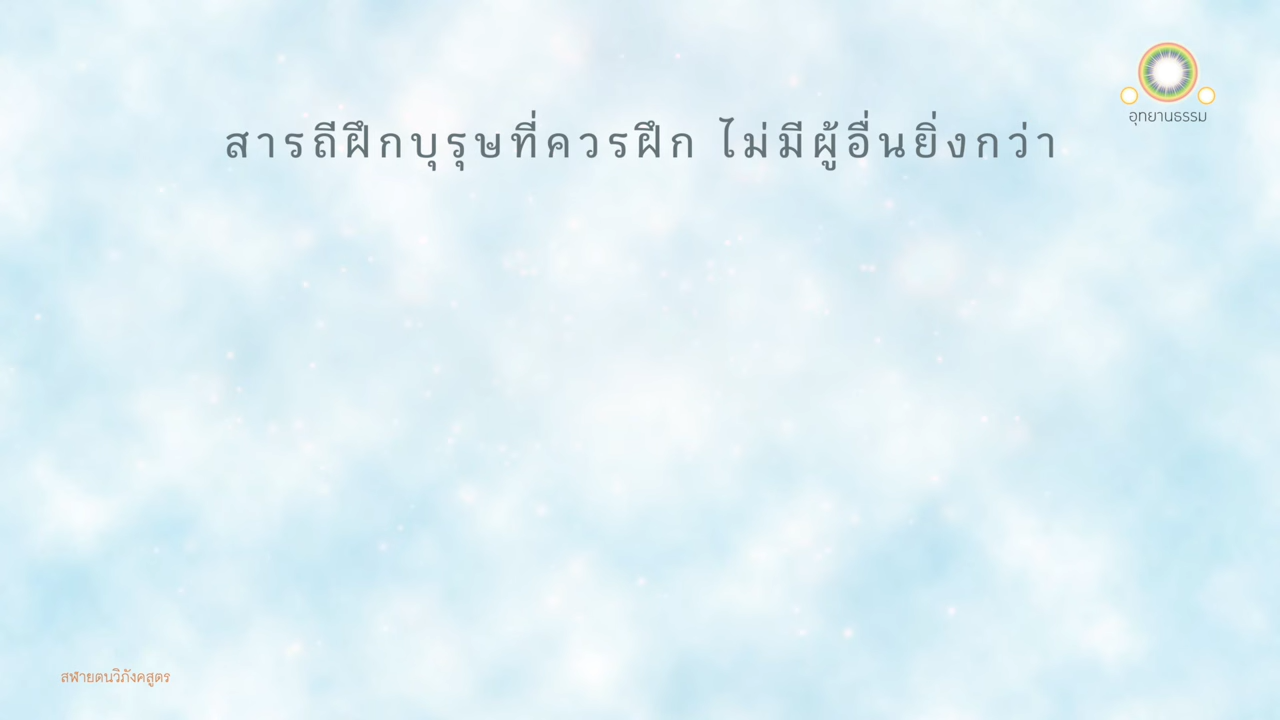 สารถีฝึกบุรุษที่ควรฝึก ไม่มีผู้อื่นยิ่งกว่า
อุทยานธรรม
สฬายตนวิภังคสูตร